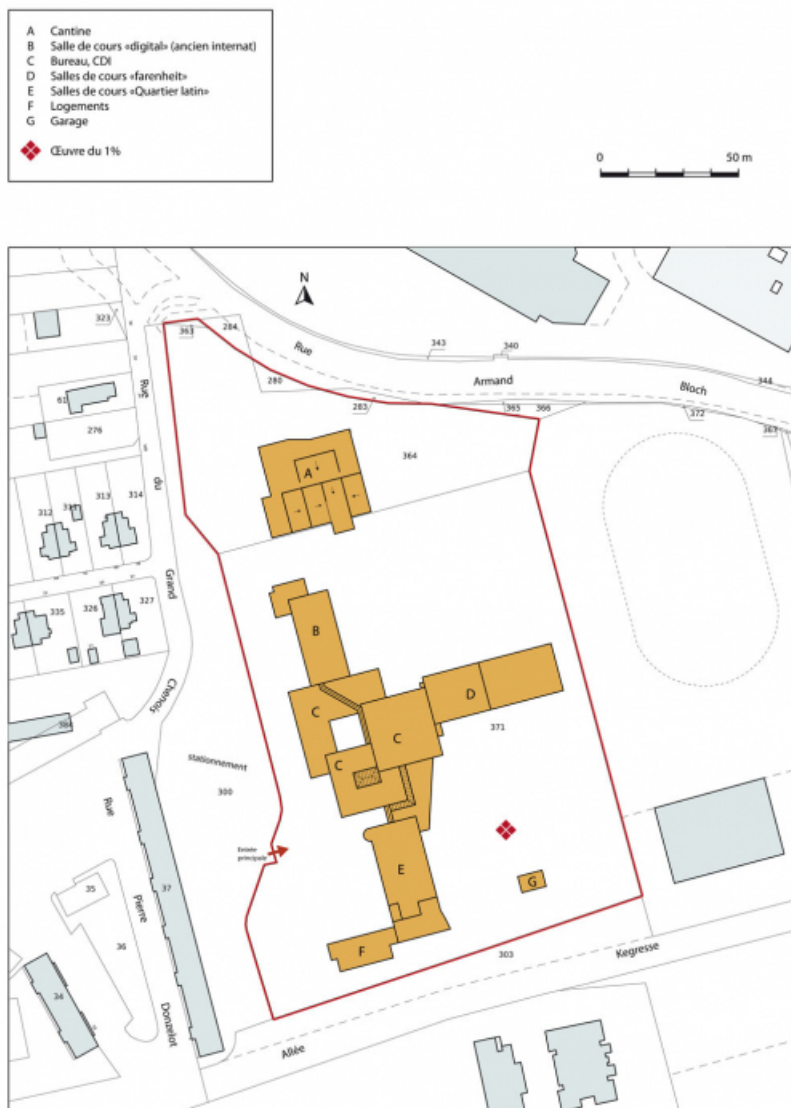 A Cantine
B Salle de cours «digital» (ancien internat)
C Bureau, CDI
D Salles de cours «farenheit»
E Salles de cours «Quartier latin»
F Logements
G Garage
Œuvre du 1%
0 50 m
N
323
363
284
Rue
343
340
Armand
Bloch
344
280
283
365
366
372
367
61
276
Rue
du
Grand
Chenois
A
364
312
311
313
314
335
326
327
B
C
C
C
D
371
384
stationnement
300
Entrée
principale
Rue
Pierre
Donzelot
35
36
37
34
E
G
F
303
Allée
Kegresse